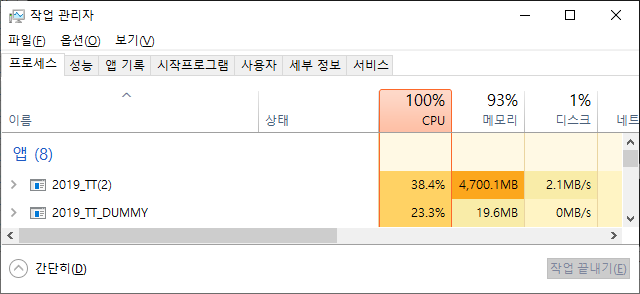 작업 관리자
파일(F) 옵션(O) 보기(V)
프로세스 성능 앱 기록 시작프로그램 사용자 세부 정보 서비스
100% 93% 1%
이름 상태 CPU 메모리 디스크 네트
앱 (8)
2019_TT(2) 38.4% 4,700.1MB 2.1MB/s
2019_TT_DUMMY 23.3% 19.6MB 0MB/s
간단히(D) 작업 끝내기(E)